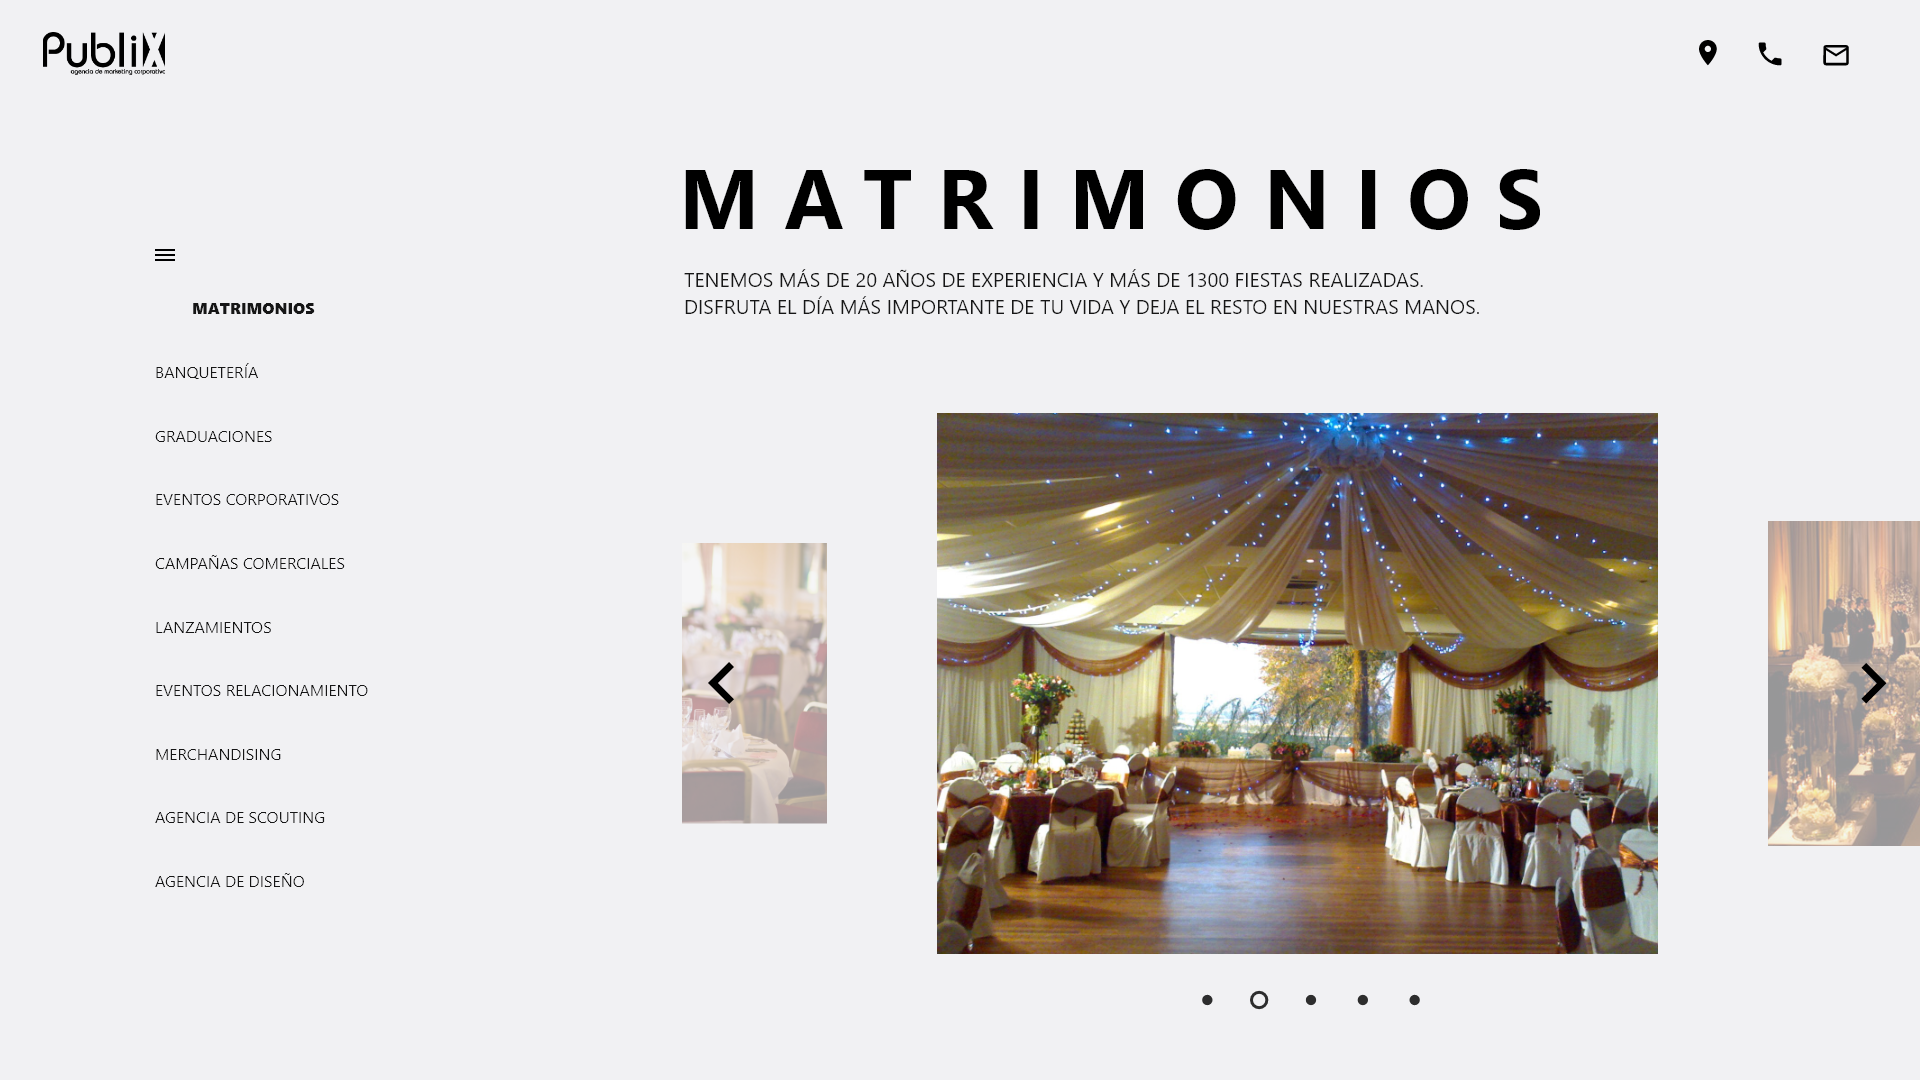 PubliX
agencia de marketing corporativo
MATRIMONIOS
TENEMOS MÁS DE 20 AÑOS DE EXPERIENCIA Y MÁS DE 1300 FIESTAS REALIZADAS.
DISFRUTA EL DÍA MÁS IMPORTANTE DE TU VIDA Y DEJA EL RESTO EN NUESTRAS MANOS.
MATRIMONIOS
BANQUETERÍA
GRADUACIONES
EVENTOS CORPORATIVOS
CAMPAÑAS COMERCIALES
LANZAMIENTOS
EVENTOS RELACIONAMIENTO
MERCHANDISING
AGENCIA DE SCOUTING
AGENCIA DE DISEÑO